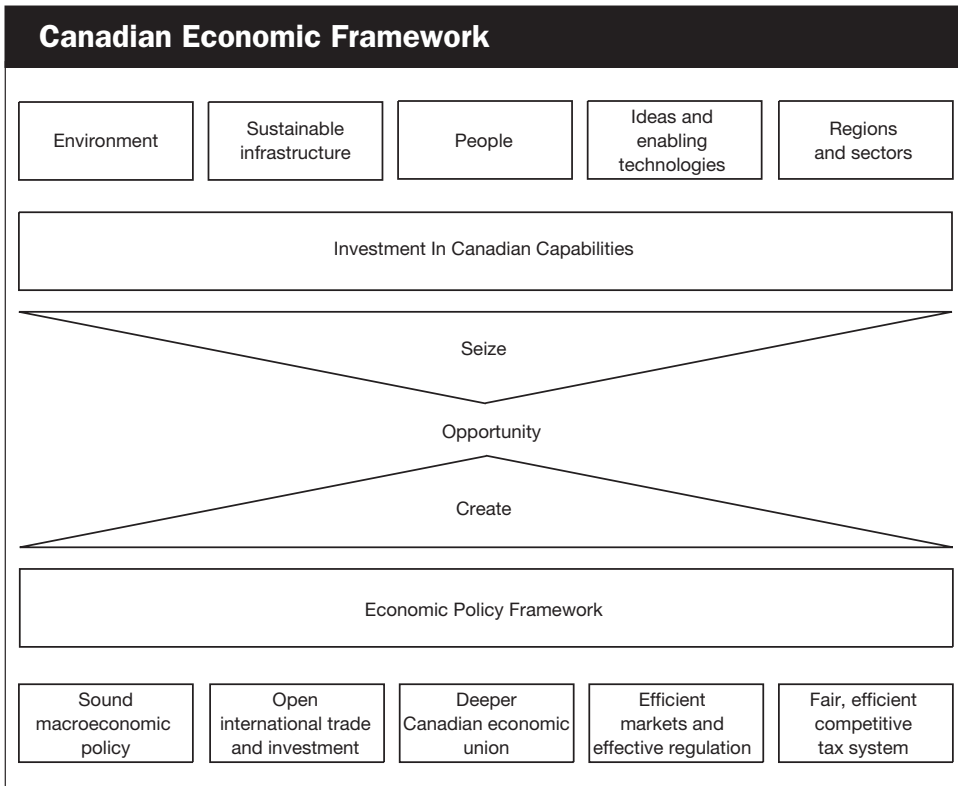 Canadian Economic Framework
Environment
Sustainable
infrastructure
People
Ideas and
enabling
technologies
Regions
and sectors
Investment In Canadian Capabilities
Seize
Opportunity
Create
Economic Policy Framework
Sound
macroeconomic
policy
Open
international trade
and investment
Deeper
Canadian economic
union
Efficient
markets and
effective regulation
Fair, efficient
competitive
tax system